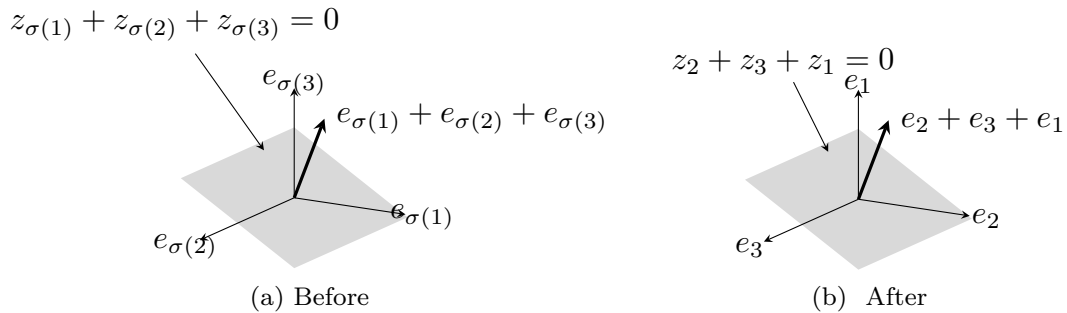 z_{σ(1)} + z_{σ(2)} + z_{σ(3)} = 0
e_{σ(3)}
e_{σ(1)} + e_{σ(2)} + e_{σ(3)}
e_{σ(1)}
e_{σ(2)}
(a) Before
z_2 + z_3 + z_1 = 0
e_1
e_2 + e_3 + e_1
e_2
e_3
(b) After